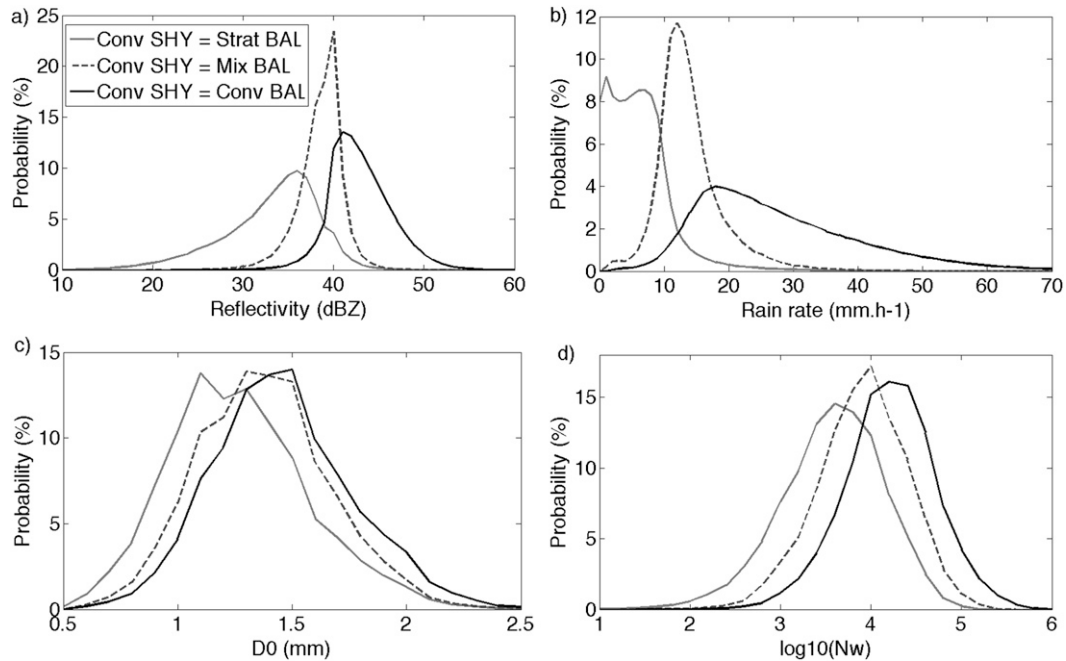 a)
25
20
15
10
5
0
Probability (%)
Conv SHY = Strat BAL
Conv SHY = Mix BAL
Conv SHY = Conv BAL
10 20 30 40 50 60
Reflectivity (dBZ)
b)
12
10
8
6
4
2
0
Probability (%)
0 10 20 30 40 50 60 70
Rain rate (mm.h-1)
c)
15
10
5
0
Probability (%)
0.5 1 1.5 2 2.5
D0 (mm)
d)
15
10
5
0
Probability (%)
1 2 3 4 5 6
log10(Nw)